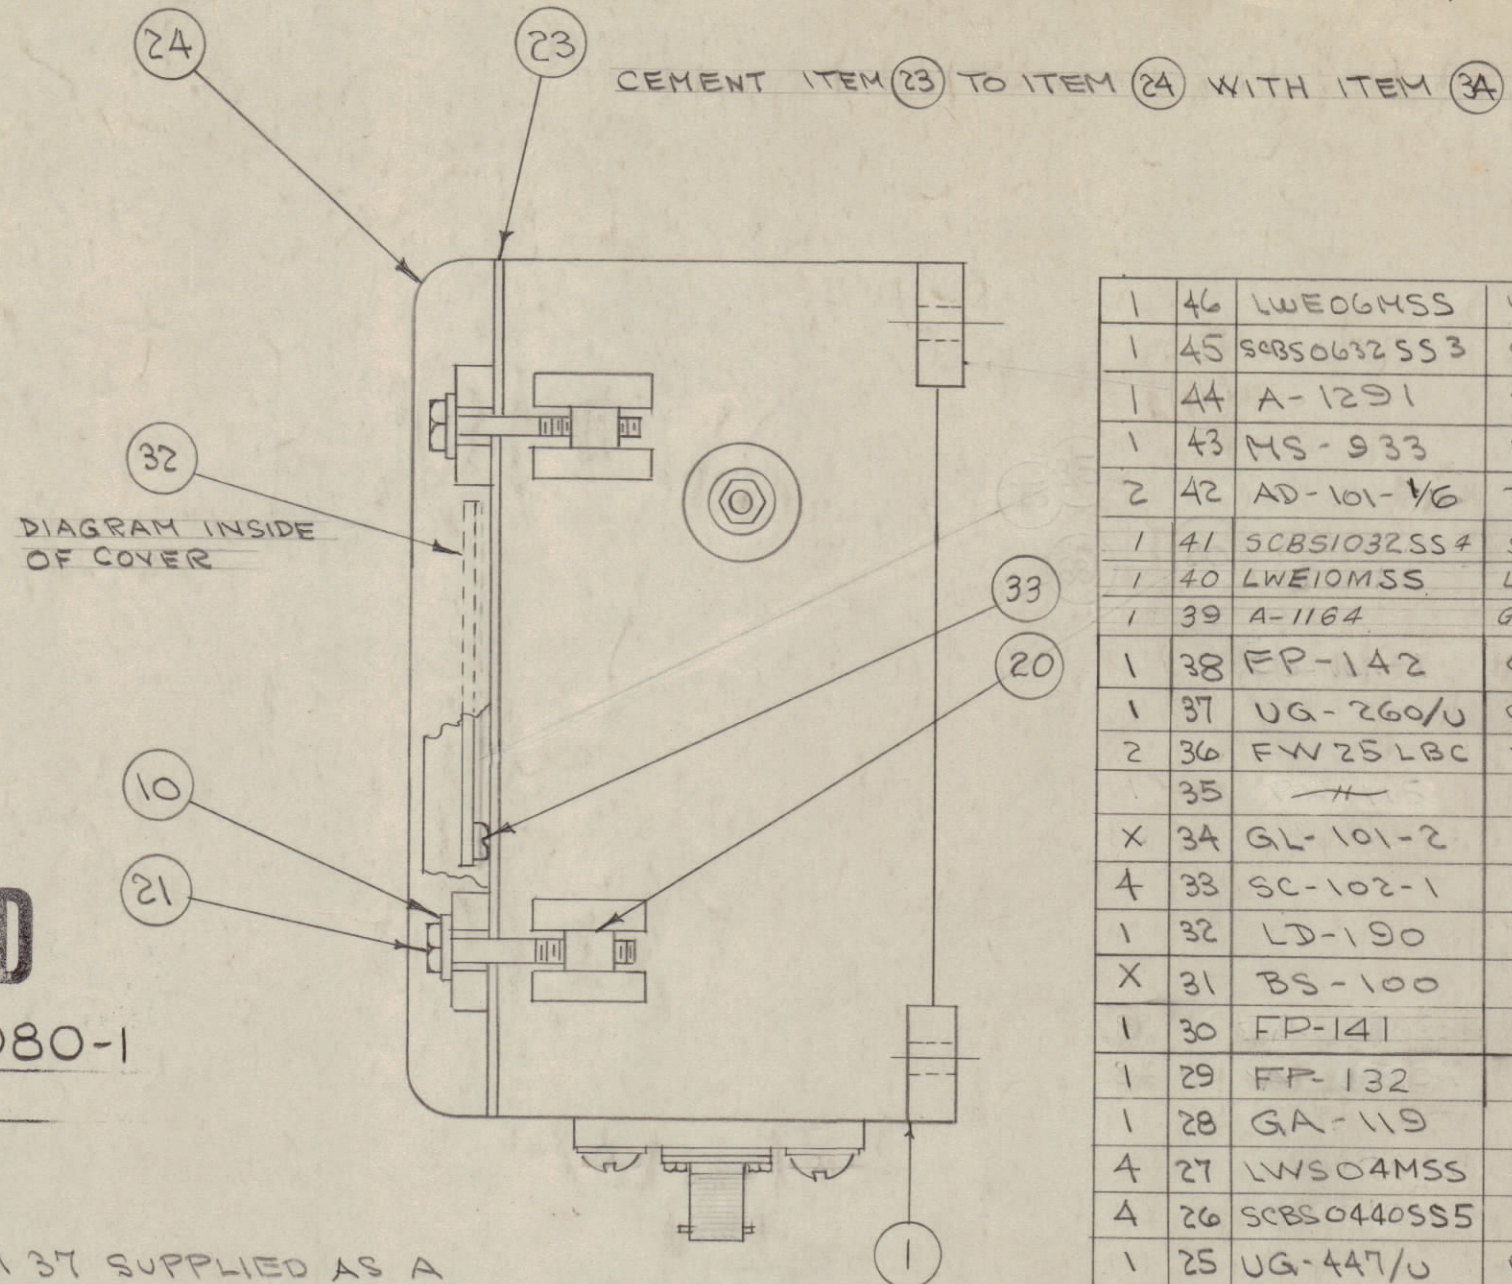 24
23
CEMENT ITEM 23 TO ITEM 24 WITH ITEM 34
32
DIAGRAM INSIDE
OF COVER
33
20
10
21
D
080-1
1
37 SUPPLIED AS A
1 46 LWE06MSS
1 45 SCBS0632SS3
1 44 A-1291
1 43 MS-933
2 42 AD-101-1/6
1 41 SCBS1032SS4 S
1 40 LWE10MSS L
1 39 A-1164 G
1 38 FP-142
1 37 UG-260/U
2 36 FW25LBC
35
X 34 GL-101-2
4 33 SC-102-1
1 32 LD-190
X 31 BS-100
1 30 FP-141
1 29 FP-132
1 28 GA-119
4 27 LWS04MSS
4 26 SCBS0440SS5
1 25 UG-447/U